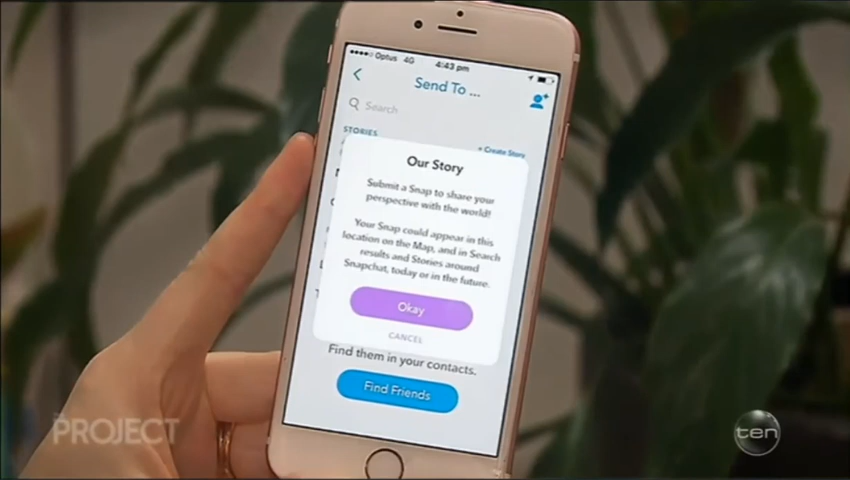 Optus 4G 4:43 pm
Send To ...
Search
STORIES
+ Create Story
Our Story
Submit a Snap to share your
perspective with the world!
Your Snap could appear in this
location on the Map, and in Search
results and Stories around
Snapchat, today or in the future.
Okay
CANCEL
Find them in your contacts.
Find Friends
THE PROJECT
ten